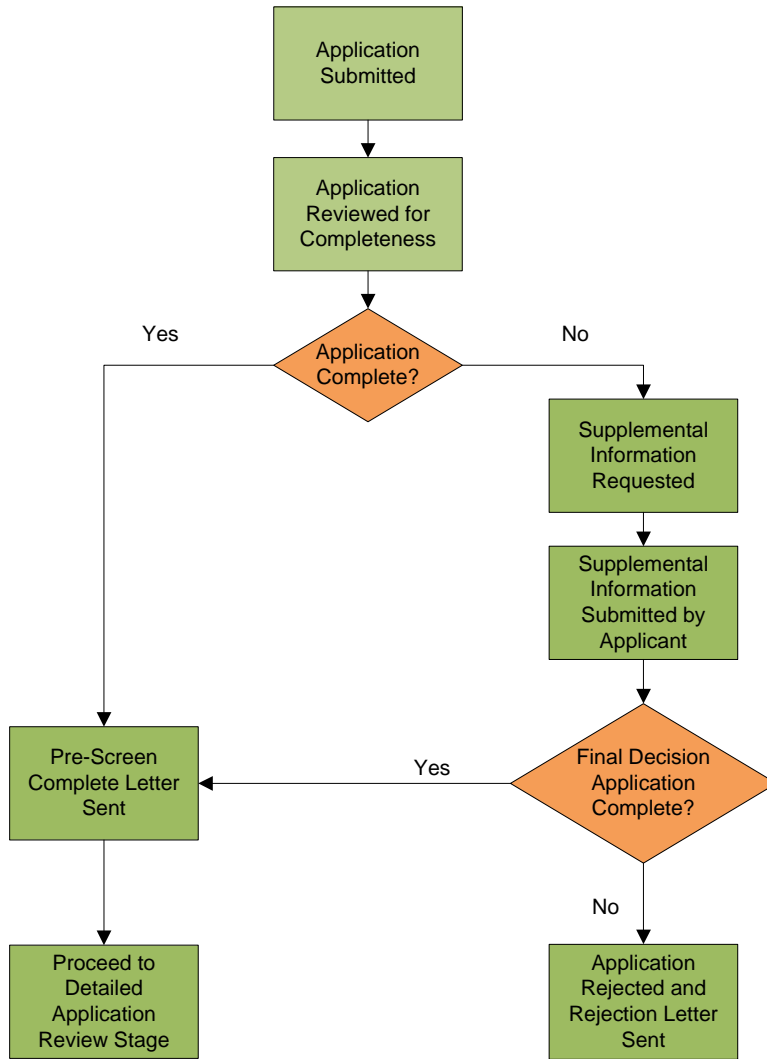 Application
Submitted
Application
Reviewed for
Completeness
Yes
Application
Complete?
No
Supplemental
Information
Requested
Supplemental
Information
Submitted by
Applicant
Pre-Screen
Complete Letter
Sent
Yes
Final Decision
Application
Complete?
No
Proceed to
Detailed
Application
Review Stage
Application
Rejected and
Rejection Letter
Sent